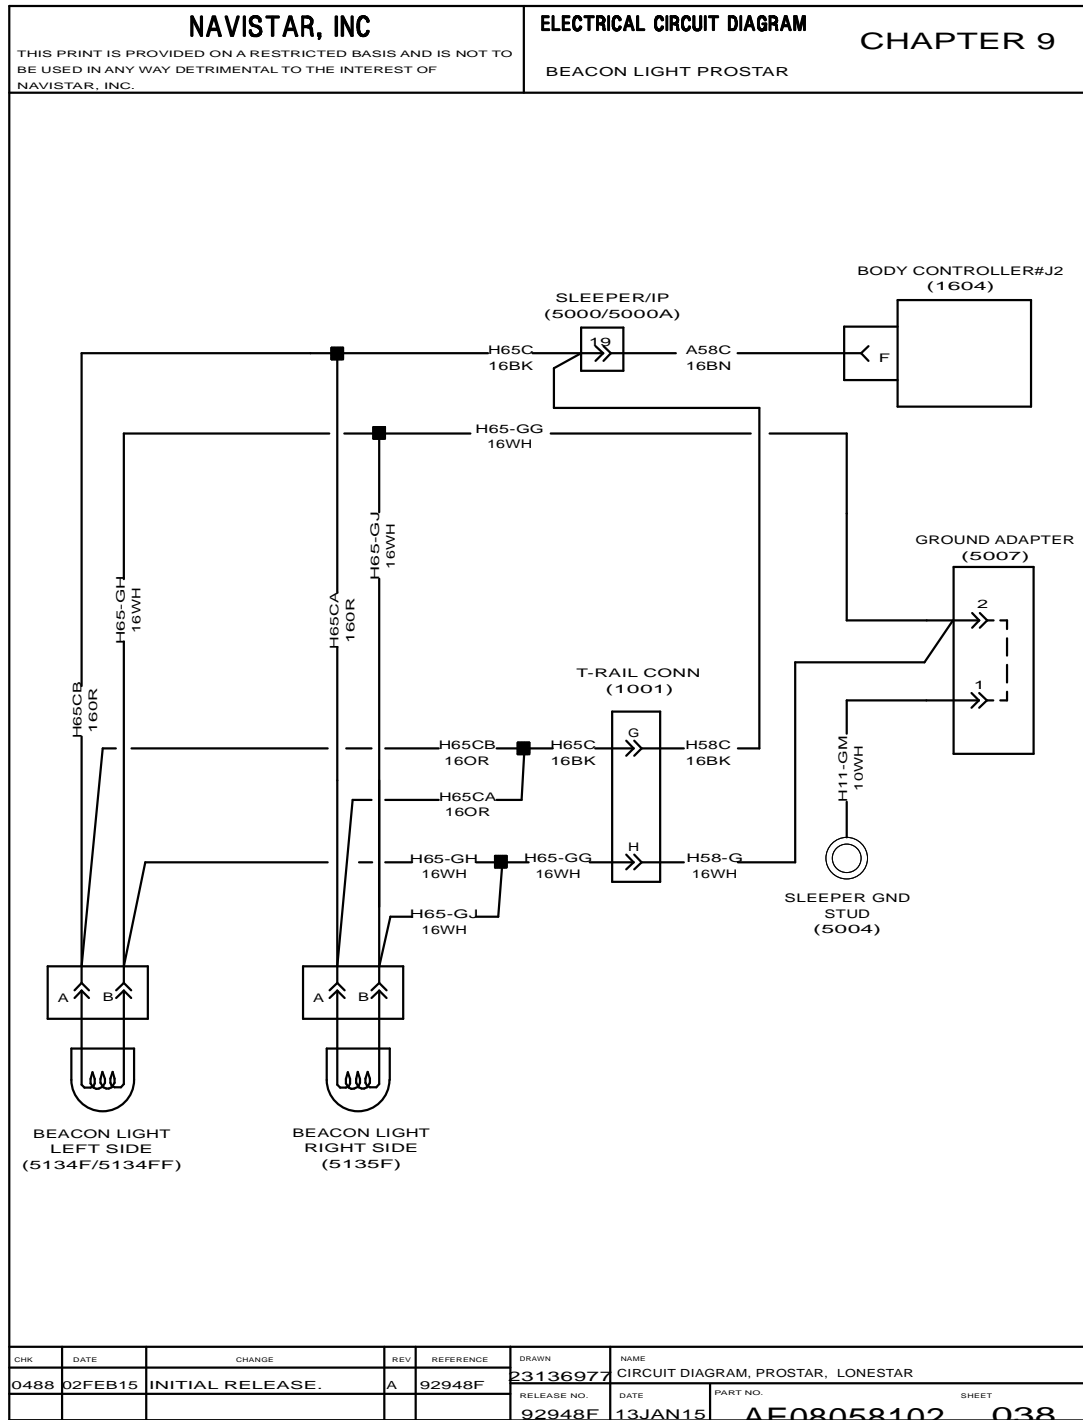 NAVISTAR, INC
THIS PRINT IS PROVIDED ON A RESTRICTED BASIS AND IS NOT TO
BE USED IN ANY WAY DETRIMENTAL TO THE INTEREST OF
NAVISTAR, INC.
ELECTRICAL CIRCUIT DIAGRAM
CHAPTER 9
BEACON LIGHT PROSTAR
BODY CONTROLLER#J2
(1604)
SLEEPER/IP
(5000/5000A)
19
H65C
16BK
A58C
16BN
F
H65-GG
16WH
H65-GJ
16WH
GROUND ADAPTER
(5007)
H65-GH
16WH
H65CA
16OR
2
T-RAIL CONN
(1001)
1
H65CB
16OR
G
H65CB
16OR
H65C
16BK
H58C
16BK
H11-GM
10WH
H65CA
16OR
H
H65-GH
16WH
H65-GG
16WH
H58-G
16WH
SLEEPER GND
STUD
(5004)
H65-GJ
16WH
A
B
A
B
BEACON LIGHT
LEFT SIDE
(5134F/5134FF)
BEACON LIGHT
RIGHT SIDE
(5135F)
CHK DATE CHANGE REV REFERENCE
0488 02FEB15 INITIAL RELEASE. A 92948F
DRAWN
23136977
NAME
CIRCUIT DIAGRAM, PROSTAR, LONESTAR
RELEASE NO.
92948F
DATE
13JAN15
PART NO.
AE08058102
SHEET
038